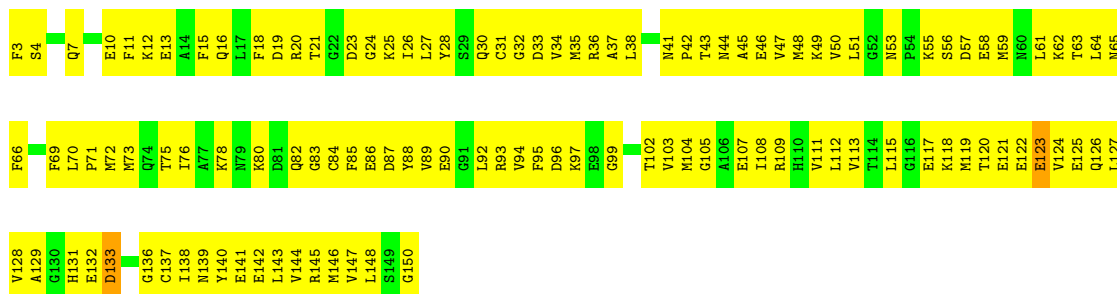 F3 S4 Q7 E10 F11 K12 E13 A14 F15 Q16 L17 F18 D19 R20 T21 G22 D23 G24 K25 I26 L27 Y28 S29 Q30 C31 G32 D33 V34 M35 R36 A37 L38 N41 P42 T43 N44 A45 E46 V47 M48 K49 V50 L51 G52 N53 P54 K55 S56 D57 E58 M59 N60 L61 K62 T63 L64 N65
F66 F69 L70 P71 M72 M73 Q74 T75 I76 A77 K78 N79 K80 D81 Q82 G83 C84 F85 E86 D87 Y88 V89 E90 G91 L92 R93 V94 F95 D96 K97 E98 G99 T102 V103 M104 G105 A106 E107 I108 R109 H110 V111 L112 V113 T114 L115 G116 E117 K118 M119 T120 E121 E122 E123 V124 E125 Q126 L127
V128 A129 G130 H131 E132 D133 G136 C137 I138 N139 Y140 E141 E142 L143 V144 R145 M146 V147 L148 S149 G150